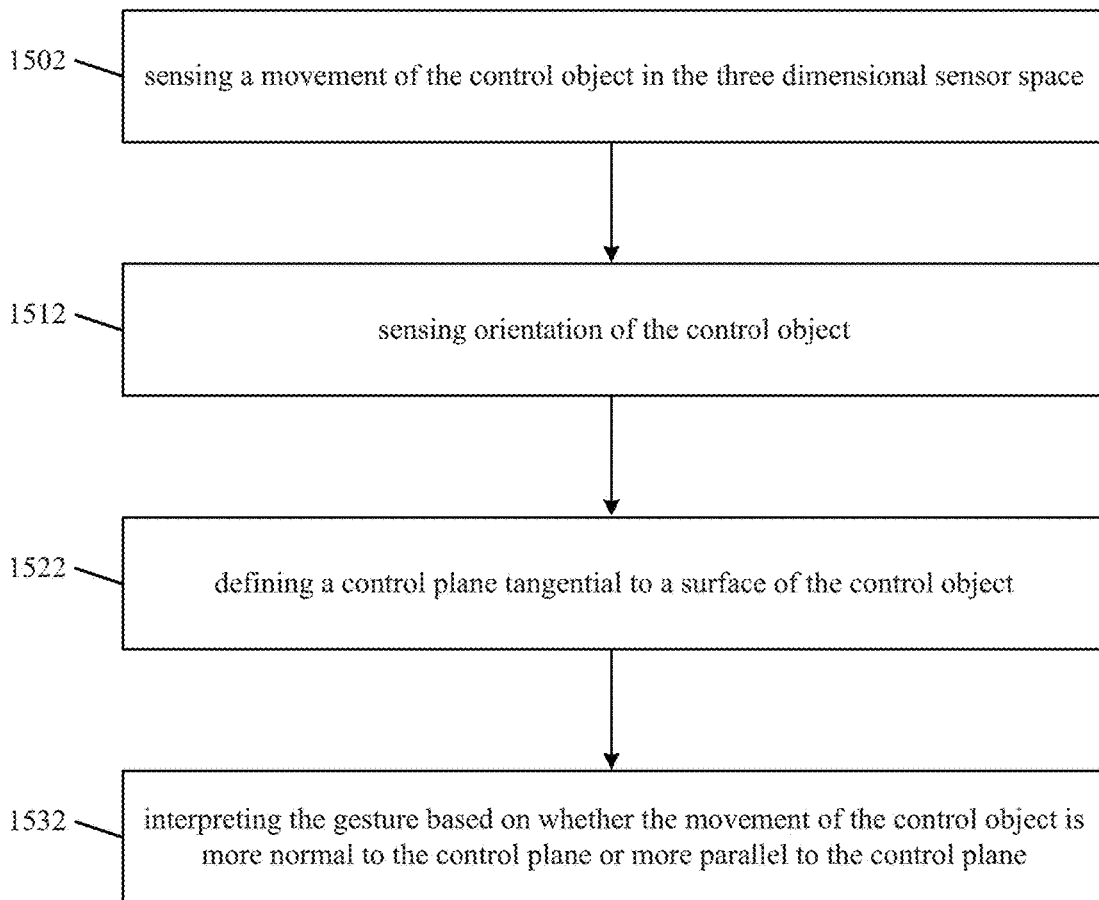 1502
sensing a movement of the control object in the three dimensional sensor space
1512
sensing orientation of the control object
1522
defining a control plane tangential to a surface of the control object
1532
interpreting the gesture based on whether the movement of the control object is
more normal to the control plane or more parallel to the control plane